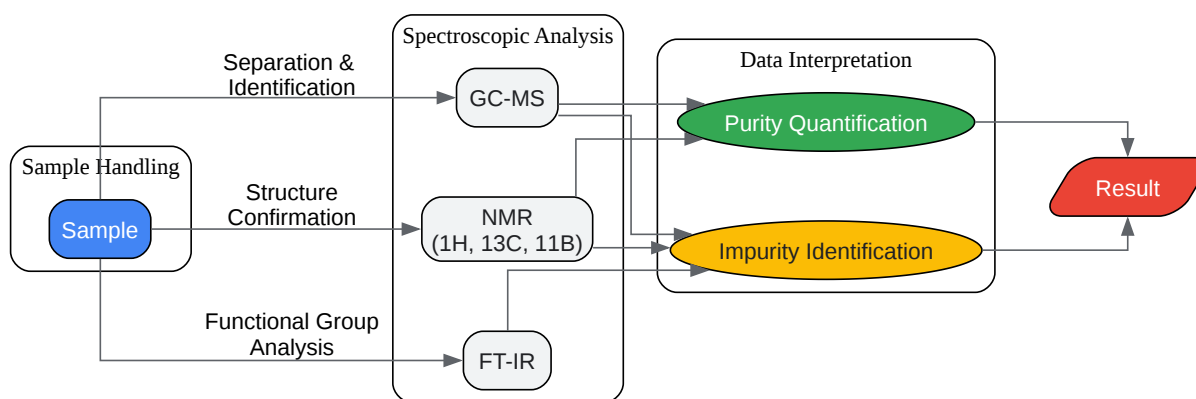 Sample Handling
Sample
Separation &
Identification
Structure
Confirmation
Functional Group
Analysis
Spectroscopic Analysis
GC-MS
NMR
(1H, 13C, 11B)
FT-IR
Data Interpretation
Purity Quantification
Impurity Identification
Result